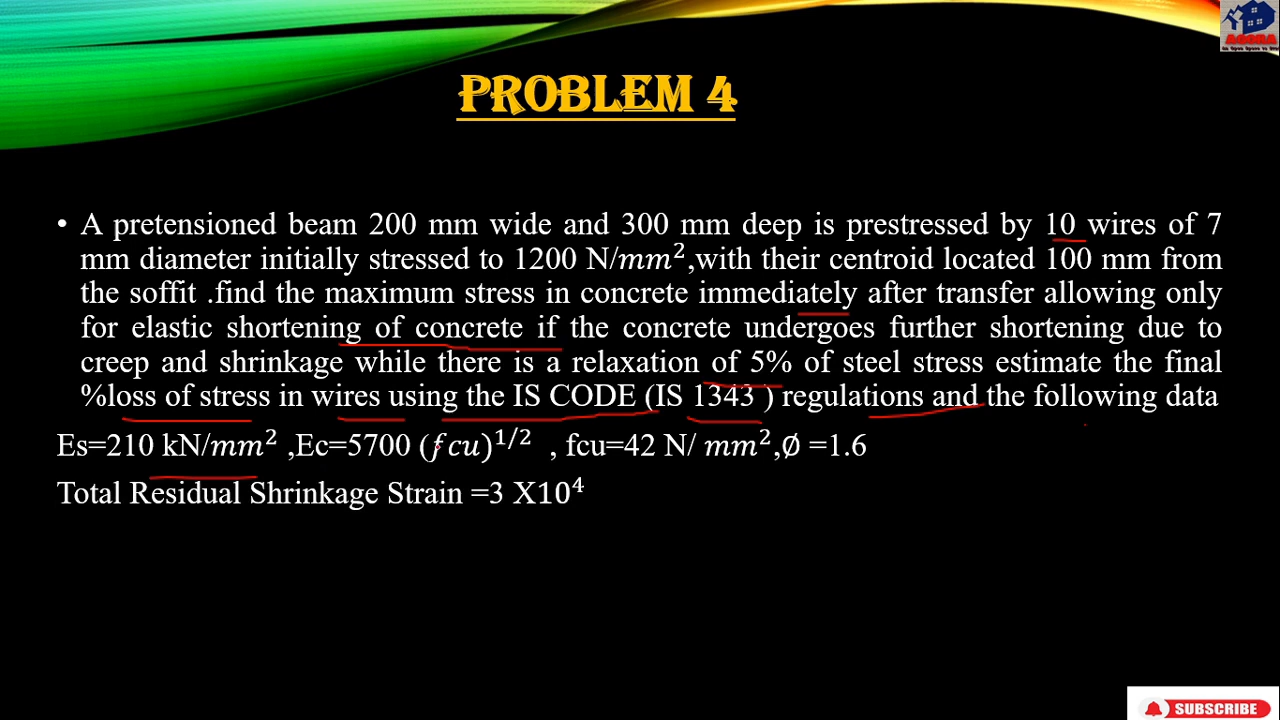 AGORA
PROBLEM 4
• A pretensioned beam 200 mm wide and 300 mm deep is prestressed by 10 wires of 7
mm diameter initially stressed to 1200 N/mm²,with their centroid located 100 mm from
the soffit .find the maximum stress in concrete immediately after transfer allowing only
for elastic shortening of concrete if the concrete undergoes further shortening due to
creep and shrinkage while there is a relaxation of 5% of steel stress estimate the final
%loss of stress in wires using the IS CODE (IS 1343 ) regulations and the following data
Es=210 kN/mm² ,Ec=5700 (fcu)^1/2 , fcu=42 N/ mm²,∅ =1.6
Total Residual Shrinkage Strain =3 X10⁴
SUBSCRIBE